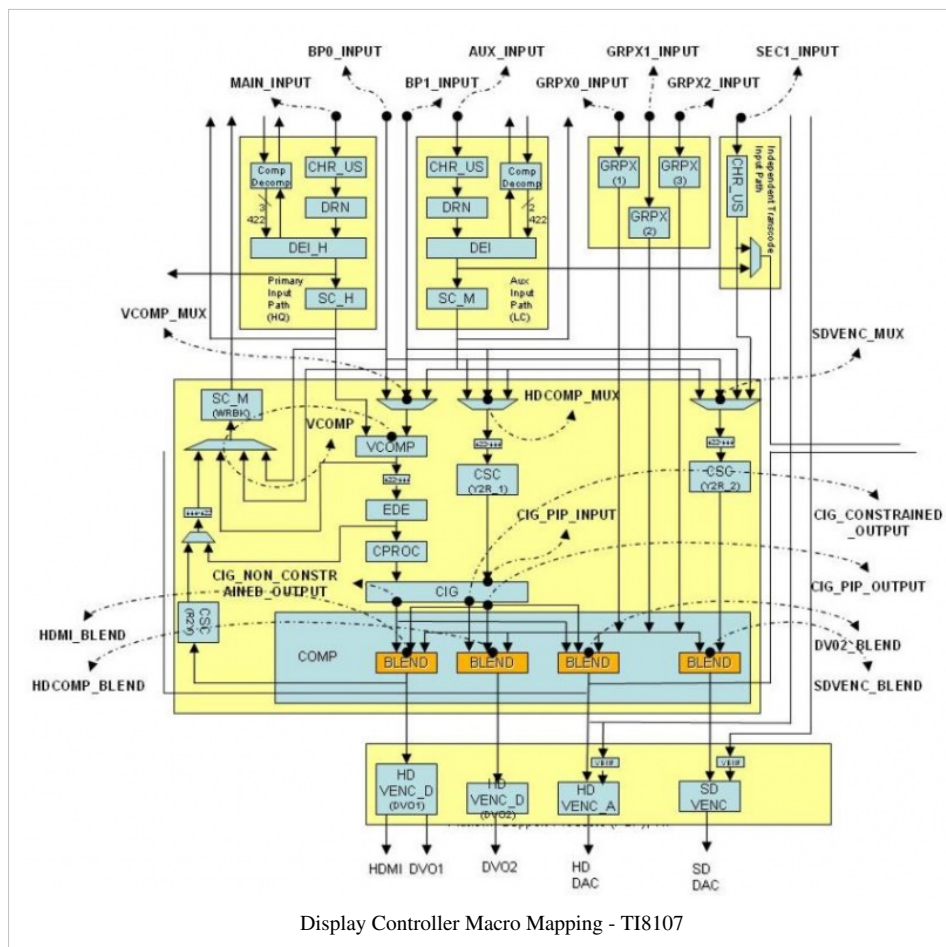 BP0_INPUT
AUX_INPUT
GRPX1_INPUT
SEC1_INPUT
MAIN_INPUT
BP1_INPUT
GRPX0_INPUT
GRPX2_INPUT
Comp
Decomp
CHR_US
CHR_US
Comp
Decomp
GRPX
(1)
GRPX
(3)
CHR_US
Independent Transcode
Input Path
3
422
DRN
DRN
2
422
GRPX
(2)
DEI_H
DEI
Primary
Input
Path
(HQ)
SC_H
SC_M
Aux
Input
Path
(LC)
VCOMP_MUX
SDVENC_MUX
SC_M
(WRBK)
VCOMP
HDCOMP_MUX
VCOMP
CSC
(Y2R_1)
CSC
(Y2R_2)
EDE
CIG_PIP_INPUT
CIG_CONSTRAINED
_OUTPUT
CPROC
CIG_NON_CONSTR
AINED_OUTPUT
CIG
CIG_PIP_OUTPUT
CSC
(R2Y)
HDMI_BLEND
COMP
BLEND
BLEND
BLEND
BLEND
DV02_BLEND
HDCOMP_BLEND
SDVENC_BLEND
HD
VENC_D
(DVO1)
HD
VENC_D
(DVO2)
HD
VENC_A
SD
VENC
HDMI DVO1
DVO2
HD
DAC
SD
DAC
Display Controller Macro Mapping - TI8107